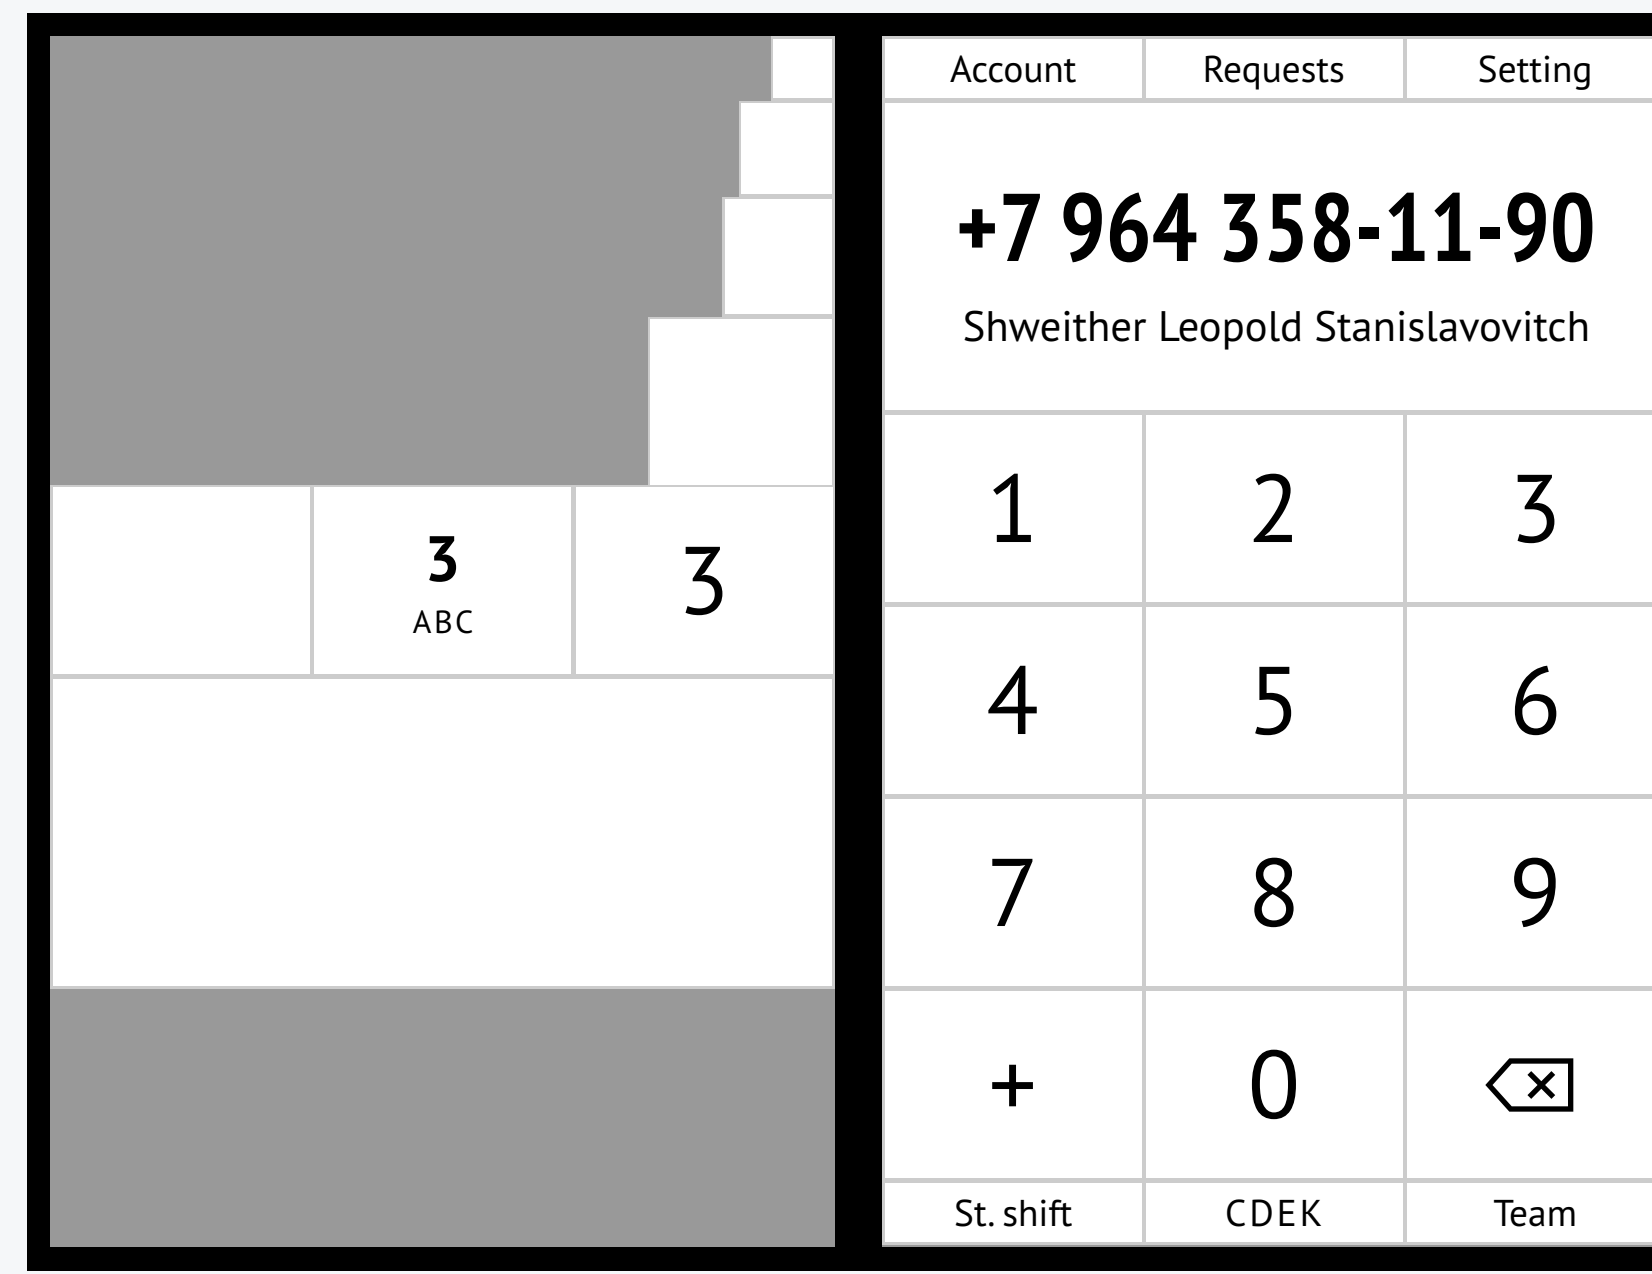 3
ABC
3
Account
Requests
Setting
+7 964 358-11-90
Shweither Leopold Stanislavovitch
1
2
3
4
5
6
7
8
9
+
0
St. shift
CDEK
Team